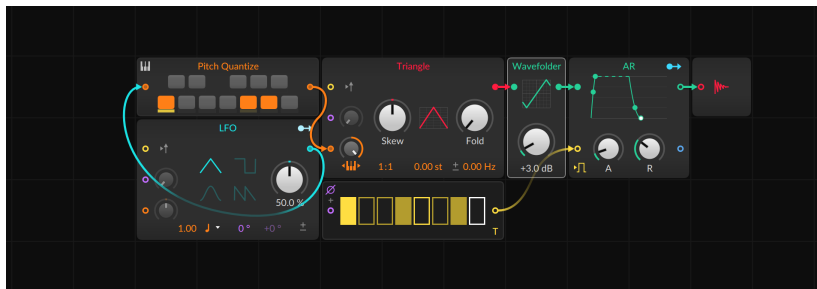 Pitch Quantize
Triangle
Wavefolder
AR
LFO
Skew
Fold
1:1
0.00 st
± 0.00 Hz
+3.0 dB
A
R
50.0 %
1.00
0 °
+0 °
±
+
T